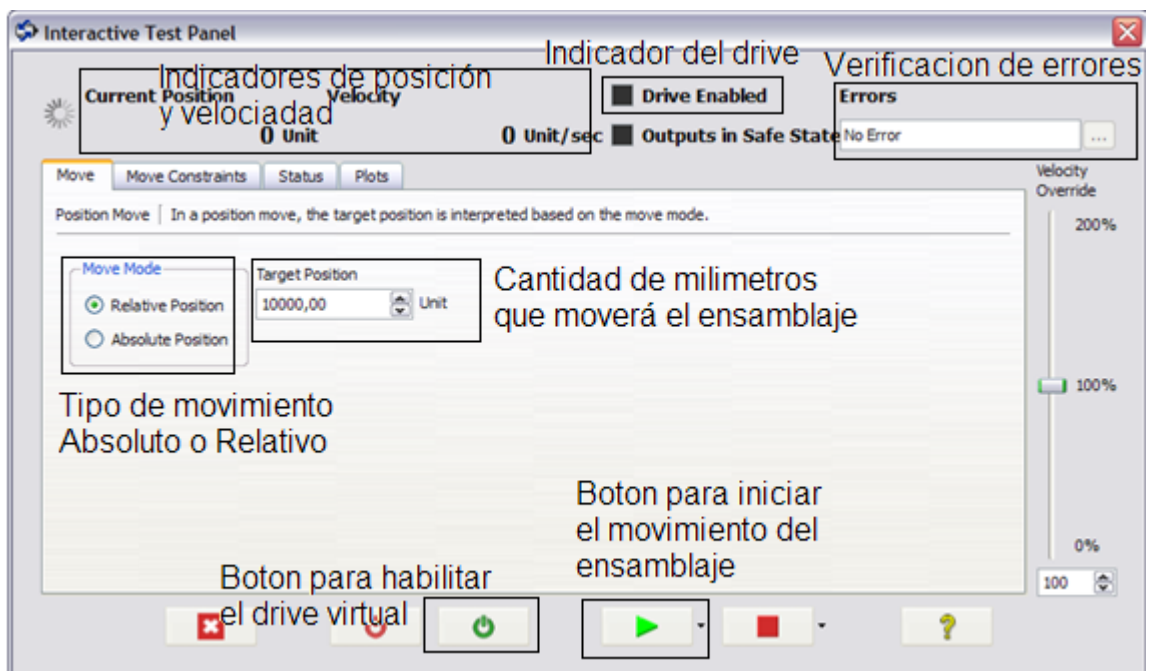 Interactive Test Panel
Indicador del drive
Verificacion de errores
Indicadores de posición
y velociadad
Current Position
Velocity
0 Unit
0 Unit/sec
Drive Enabled
Outputs in Safe State
Errors
No Error
...
Move
Move Constraints
Status
Plots
Velocity
Override
200%
100%
0%
100
Position Move
In a position move, the target position is interpreted based on the move mode.
Move Mode
Relative Position
Absolute Position
Target Position
10000,00
Unit
Cantidad de milimetros
que moverá el ensamblaje
Tipo de movimiento
Absoluto o Relativo
Boton para iniciar
el movimiento del
ensamblaje
Boton para habilitar
el drive virtual
?